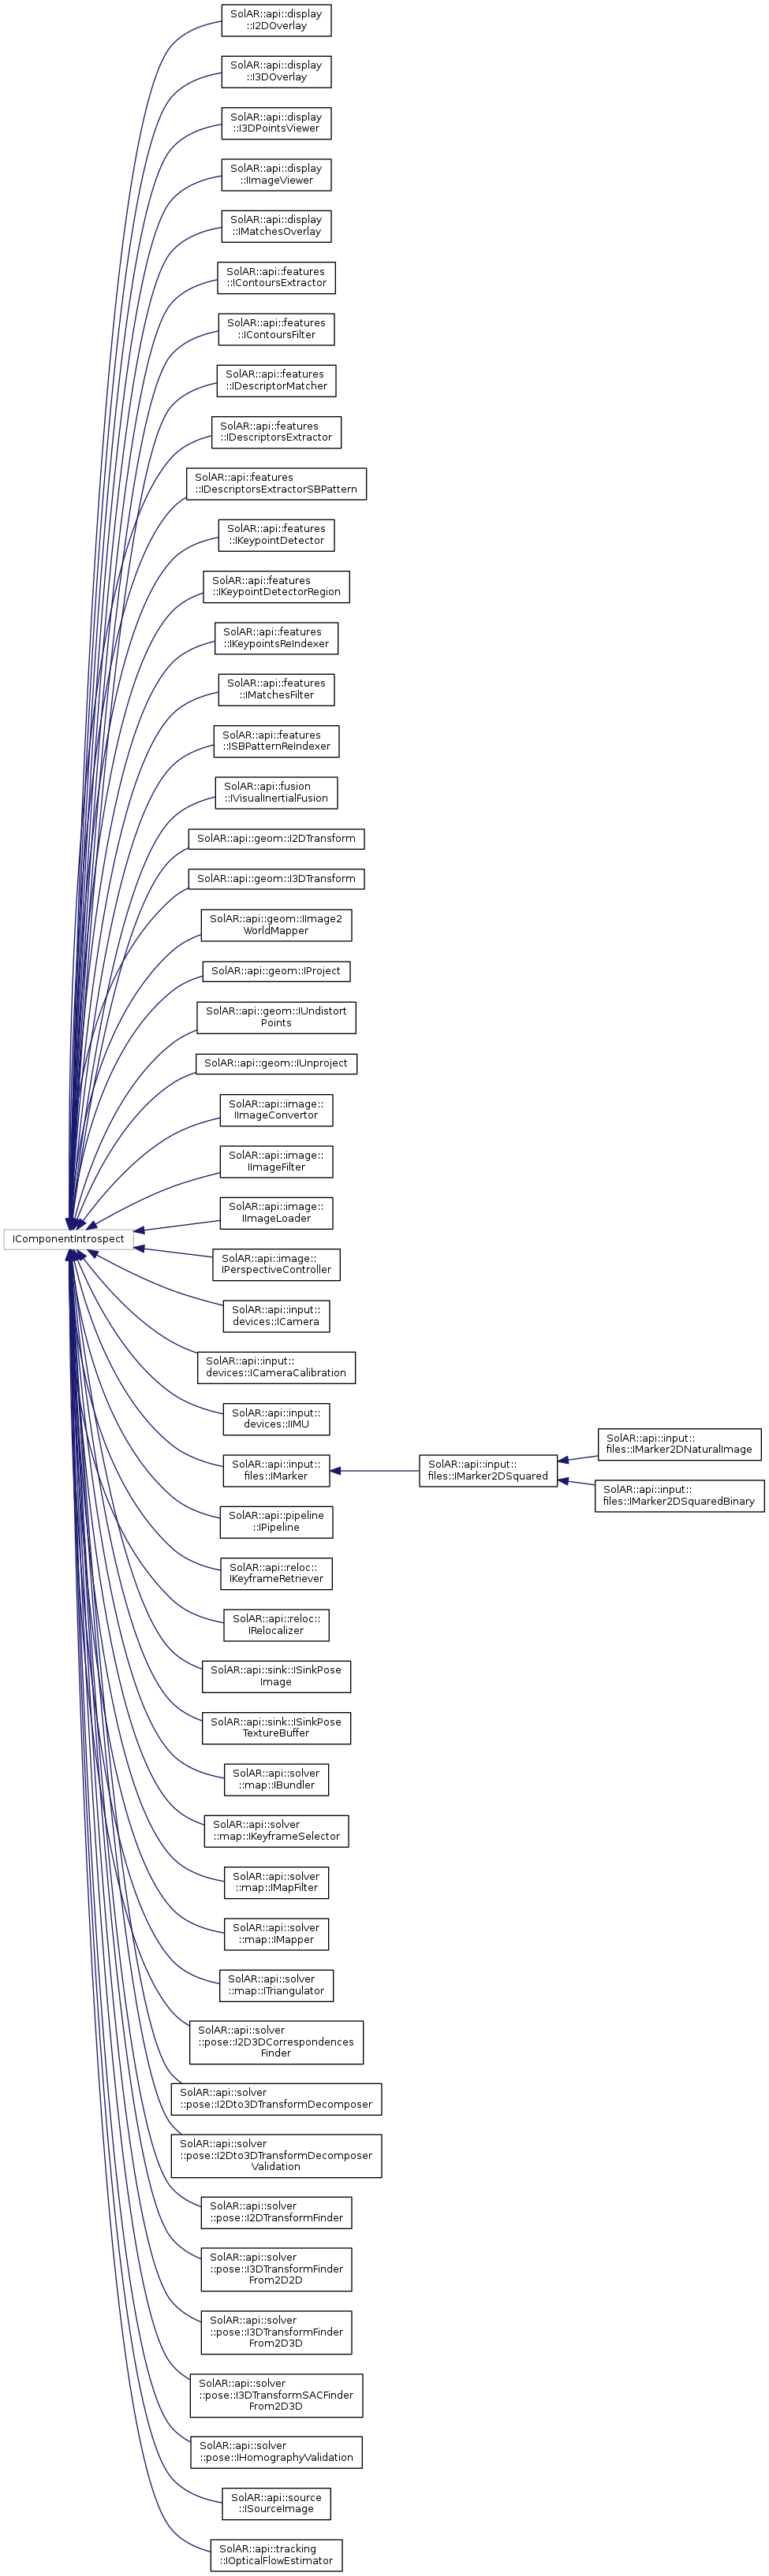 SolAR::api::display
::I2DOverlay
SolAR::api::display
::I3DOverlay
SolAR::api::display
::I3DPointsViewer
SolAR::api::display
::IImageViewer
SolAR::api::display
::IMatchesOverlay
SolAR::api::features
::IContoursExtractor
SolAR::api::features
::IContoursFilter
SolAR::api::features
::IDescriptorMatcher
SolAR::api::features
::IDescriptorsExtractor
SolAR::api::features
::IDescriptorsExtractorSBPattern
SolAR::api::features
::IKeypointDetector
SolAR::api::features
::IKeypointDetectorRegion
SolAR::api::features
::IKeypointsReIndexer
SolAR::api::features
::IMatchesFilter
SolAR::api::features
::ISBPatternReIndexer
SolAR::api::fusion
::IVisualInertialFusion
SolAR::api::geom::I2DTransform
SolAR::api::geom::I3DTransform
SolAR::api::geom::IImage2
WorldMapper
SolAR::api::geom::IProject
SolAR::api::geom::IUndistort
Points
SolAR::api::geom::IUnproject
SolAR::api::image::
IImageConvertor
SolAR::api::image::
IImageFilter
SolAR::api::image::
IImageLoader
IComponentIntrospect
SolAR::api::image::
IPerspectiveController
SolAR::api::input::
devices::ICamera
SolAR::api::input::
devices::ICameraCalibration
SolAR::api::input::
devices::IIMU
SolAR::api::input::
files::IMarker
SolAR::api::input::
files::IMarker2DSquared
SolAR::api::input::
files::IMarker2DNaturalImage
SolAR::api::input::
files::IMarker2DSquaredBinary
SolAR::api::pipeline
::IPipeline
SolAR::api::reloc::
IKeyframeRetriever
SolAR::api::reloc::
IRelocalizer
SolAR::api::sink::ISinkPose
Image
SolAR::api::sink::ISinkPose
TextureBuffer
SolAR::api::solver
::map::IBundler
SolAR::api::solver
::map::IKeyframeSelector
SolAR::api::solver
::map::IMapFilter
SolAR::api::solver
::map::IMapper
SolAR::api::solver
::map::ITriangulator
SolAR::api::solver
::pose::I2D3DCorrespondences
Finder
SolAR::api::solver
::pose::I2Dto3DTransformDecomposer
SolAR::api::solver
::pose::I2Dto3DTransformDecomposer
Validation
SolAR::api::solver
::pose::I2DTransformFinder
SolAR::api::solver
::pose::I3DTransformFinder
From2D2D
SolAR::api::solver
::pose::I3DTransformFinder
From2D3D
SolAR::api::solver
::pose::I3DTransformSACFinder
From2D3D
SolAR::api::solver
::pose::IHomographyValidation
SolAR::api::source
::ISourceImage
SolAR::api::tracking
::IOpticalFlowEstimator